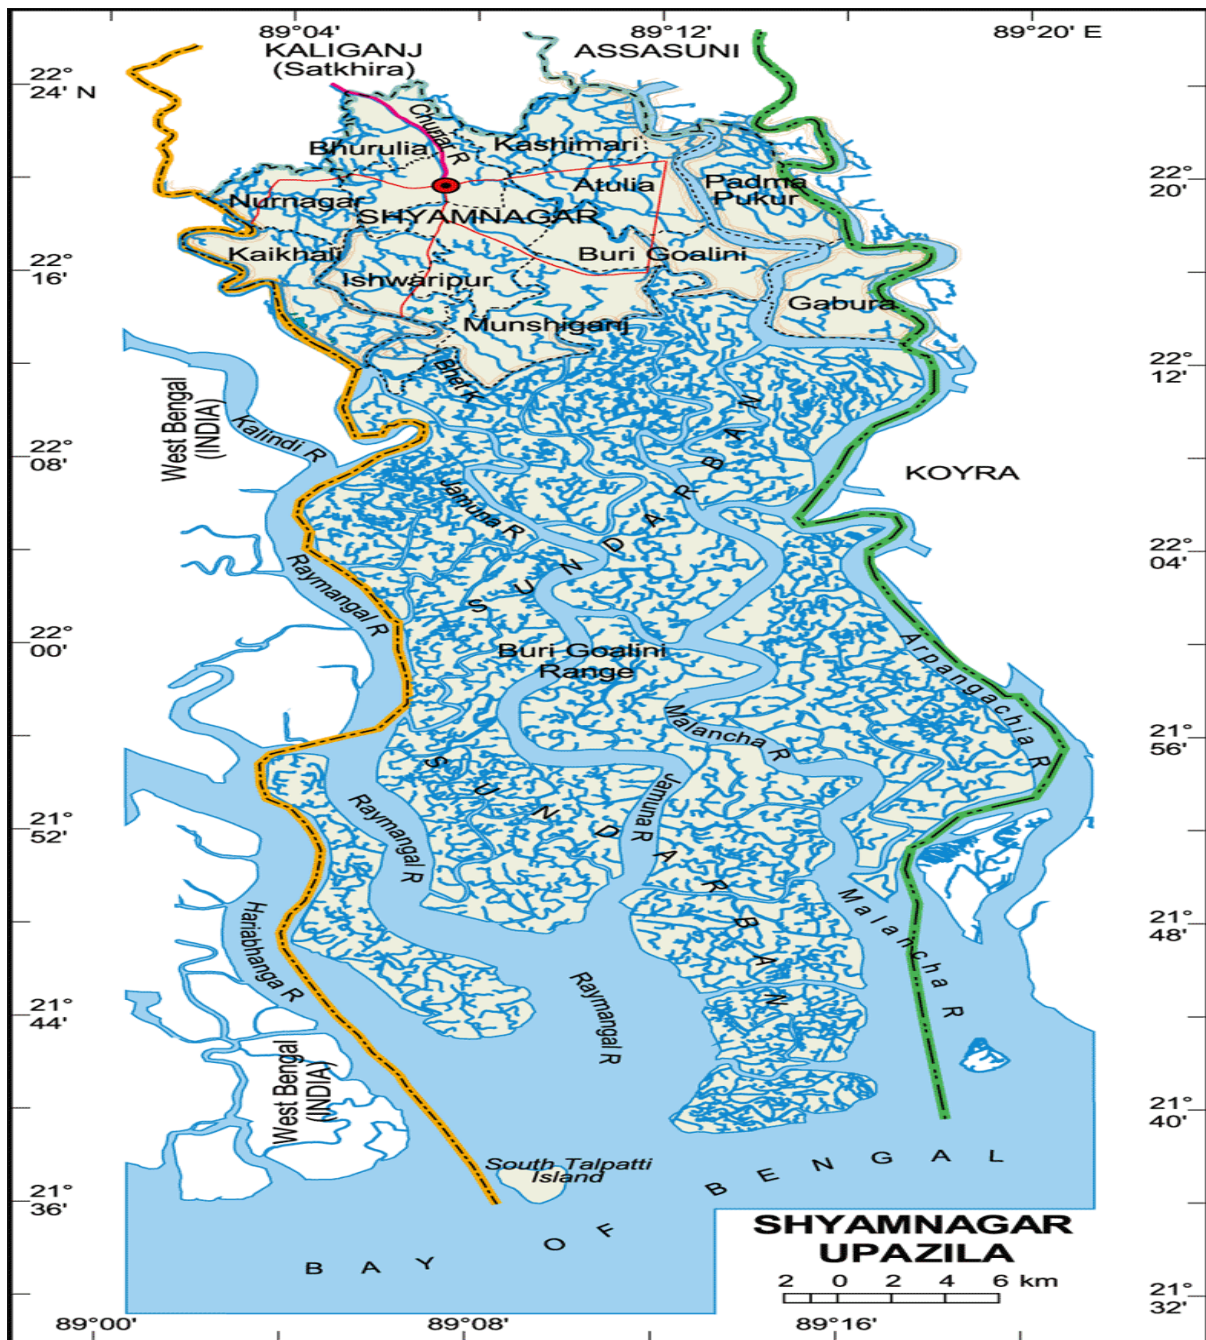 89°04'
89°12'
89°20' E
KALIGANJ
(Satkhira)
ASSASUNI
22°
24' N
Churiar R
Bhurulia
Kashimari
22°
20'
Nurnagar
Atulia
Padma
Pukur
SHYAMNAGAR
Kaikhali
Buri Goalini
22°
16'
Ishwaripur
Gabura
Munshiganj
Bhet K
22°
12'
West Bengal
(INDIA)
Kalindi R
22°
08'
KOYRA
Jamuna R
SUNDARBAN
22°
04'
Raymangal R
22°
00'
Buri Goalini
Range
Arpangachia R
Malancha R
21°
56'
SUNDARBAN
Jamuna R
Raymangal R
21°
52'
Malancha R
Hariabhanga R
21°
48'
Raymangal R
21°
44'
West Bengal
(INDIA)
21°
40'
South Talpatti
Island
21°
36'
BAY OF BENGAL
SHYAMNAGAR
UPAZILA
2 0 2 4 6 km
21°
32'
89°00'
89°08'
89°16'